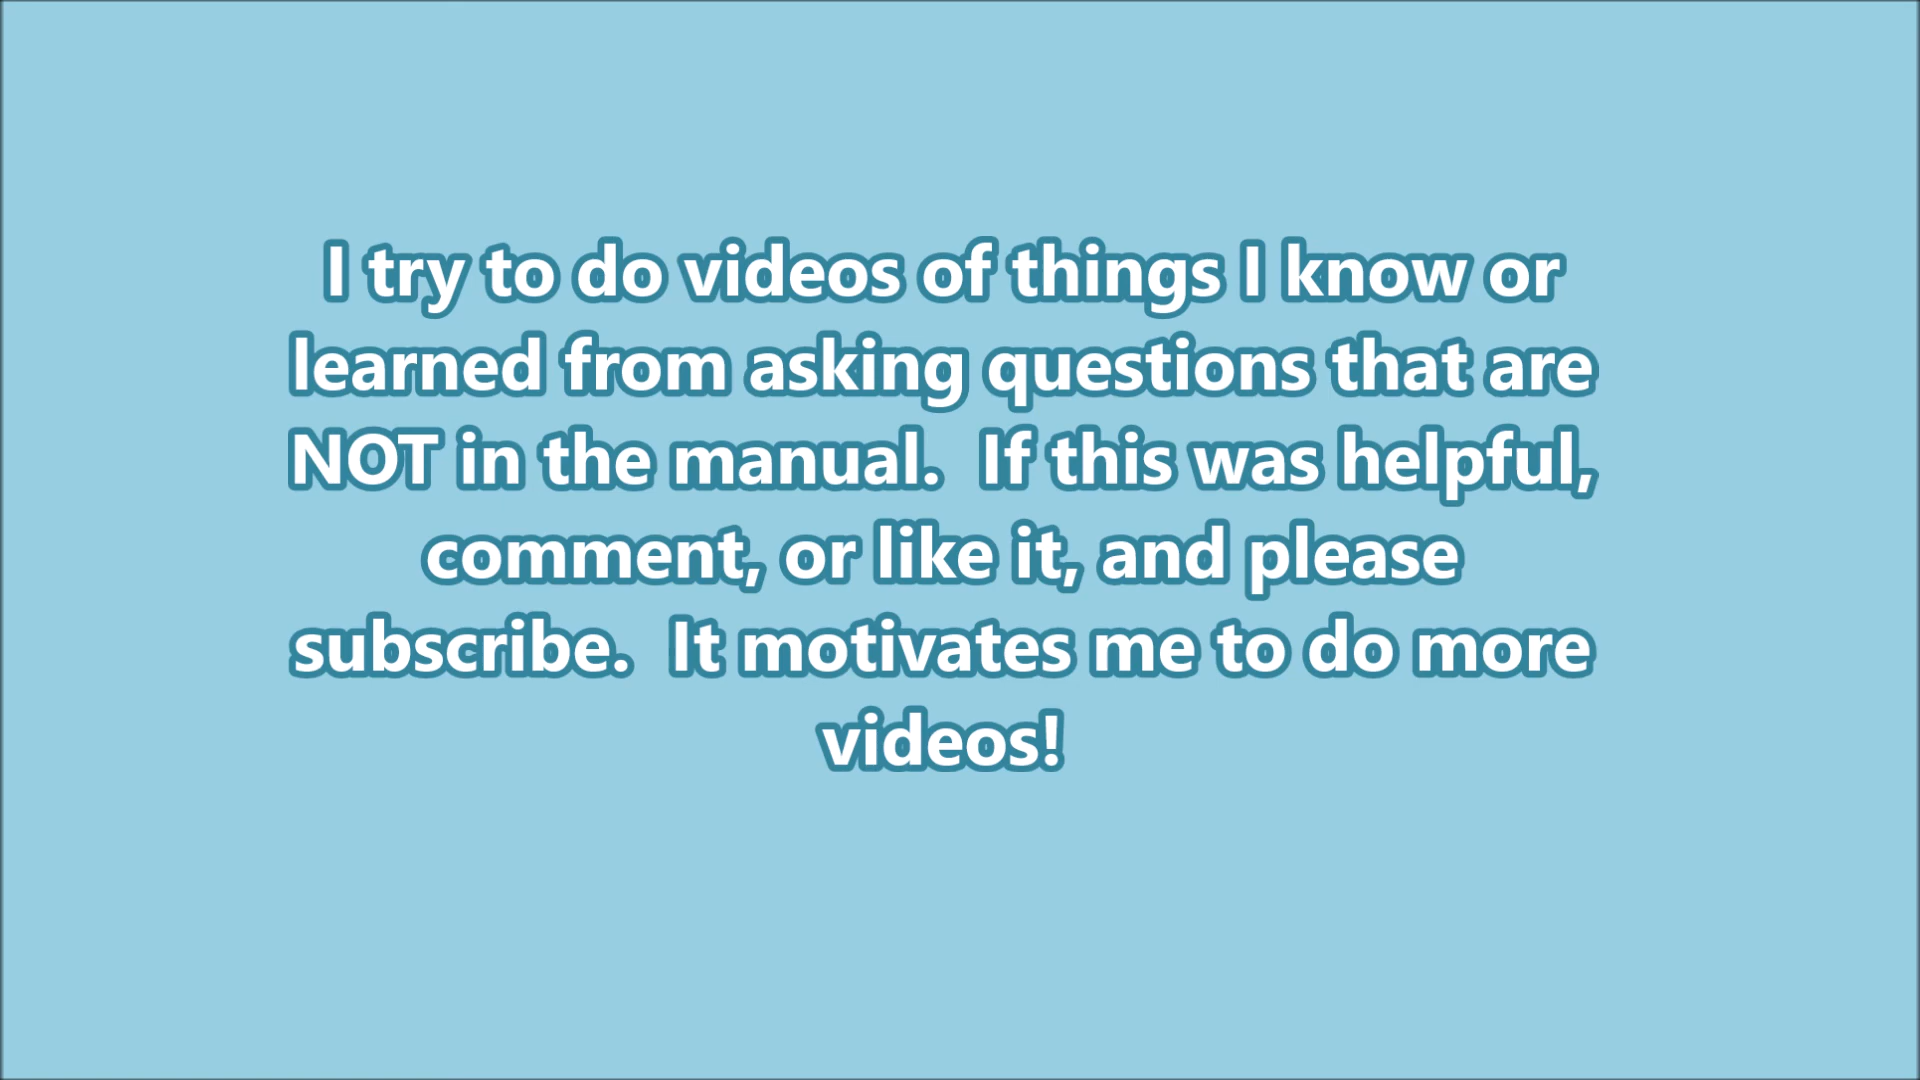 I try to do videos of things I know or
learned from asking questions that are
NOT in the manual.  If this was helpful,
comment, or like it, and please
subscribe.  It motivates me to do more
videos!